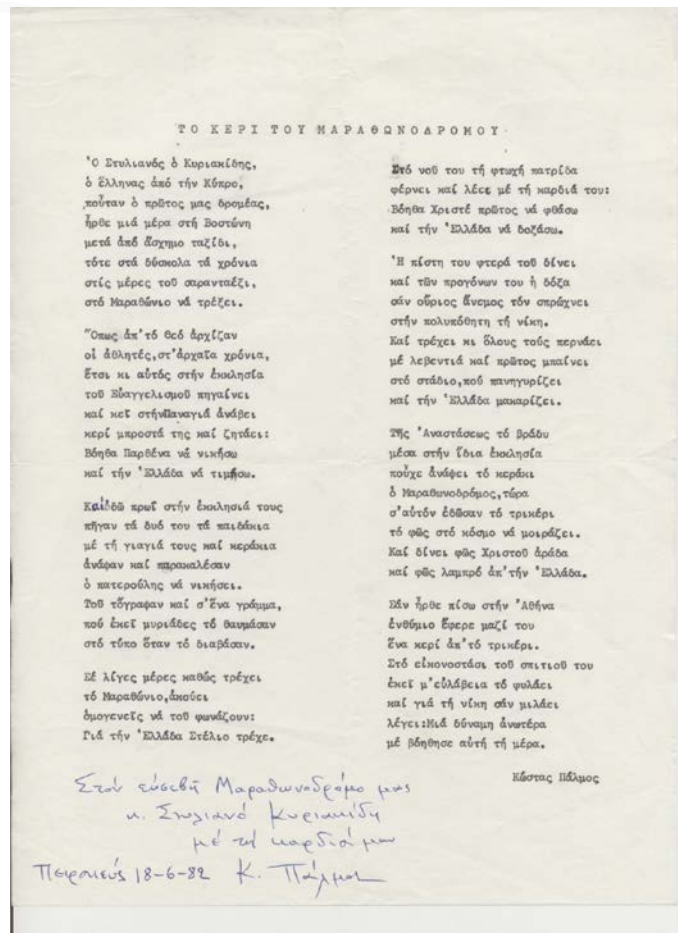 ΤΟ ΚΕΡΙ ΤΟΥ ΜΑΡΑΘΩΝΟΔΡΟΜΟΥ
Ὁ Στυλιανός ὁ Κυριακίδης,
ὁ ἕλληνας ἀπό τήν Κύπρο,
πούταν ὁ πρῶτος μας δρομέας,
ἦρθε μιά μέρα στή Βοστώνη
μετά ἀπό ἄσχημο ταξίδι,
τότε στά δύσκολα τά χρόνια
στίς μέρες τοῦ σαρανταέξι,
στό Μαραθώνιο νά τρέξει.
Ὅπως ἀπ'τό Θεό ἀρχίζαν
οἱ ἀθλητές,στ'ἀρχαῖα χρόνια,
ἔτσι κι αὐτός στήν ἐκκλησία
τοῦ Εὐαγγελισμοῦ πηγαίνει
καί κεῖ στήνΠαναγιά ἀνάβει
κερί μπροστά της καί ζητάει:
Βόηθα Παρθένα νά νικήσω
καί τήν Ἑλλάδα νά τιμήσω.
Καίδῶ πρωΐ στήν ἐκκλησιά τους
πῆγαν τά δυό του τά παιδάκια
μέ τή γιαγιά τους καί κεράκια
ἀνάψαν καί παρακαλέσαν
ὁ πατερούλης νά νικήσει.
Τοῦ τὄγραφαν καί σ'ἕνα γράμμα,
πού ἐκεῖ μυριάδες τό θαυμάσαν
στό τύπο ὅταν τό διαβάσαν.
Σέ λίγες μέρες καθώς τρέχει
τό Μαραθώνιο,ἀκούει
ὁμογενεῖς νά τοῦ φωνάζουν:
Γιά τήν Ἑλλάδα Στέλιο τρέχε.
Στό νοῦ του τή φτωχή πατρίδα
φέρνει καί λέει μέ τή καρδιά του:
Βόηθα Χριστέ πρῶτος νά φθάσω
καί τήν Ἑλλάδα νά δοξάσω.
Ἡ πίστη του φτερά τοῦ δίνει
καί τῶν προγόνων του ἡ δόξα
σάν οὔριος ἄνεμος τόν σπρώχνει
στήν πολυπόθητη τή νίκη.
Καί τρέχει κι ὅλους τούς περνάει
μέ λεβεντιά καί πρῶτος μπαίνει
στό στάδιο,πού πανηγυρίζει
καί τήν Ἑλλάδα μακαρίζει.
Τῆς Ἀναστάσεως τό βράδυ
μέσα στήν ἴδια ἐκκλησία
πούχε ἀνάψει τό κεράκι
ὁ Μαραθωνοδρόμος,τώρα
σ'αὐτόν ἐδῶσαν τό τρικέρι
τό φῶς στό κόσμο νά μοιράζει.
Καί δίνει φῶς Χριστοῦ ἀράδα
καί φῶς λαμπρό ἀπ'τήν Ἑλλάδα.
Σάν ἦρθε πίσω στήν Ἀθήνα
ἐνθύμιο ἔφερε μαζί του
ἕνα κερί ἀπ'τό τρικέρι.
Στό εἰκονοστάσι τοῦ σπιτιοῦ του
ἐκεῖ μ'εὐλάβεια τό φυλάει
καί γιά τή νίκη σάν μιλάει
λέγει:Μιά δύναμη ἀνωτέρα
μέ βόηθησε αὐτή τή μέρα.
Κώστας Πάλμος
Στόν εὐσεβῆ Μαραθωνοδρόμο μας
κ. Στυλιανό Κυριακίδη
μέ τή καρδιά μου
Πειραιεύς 18-6-82 Κ. Πάλμος